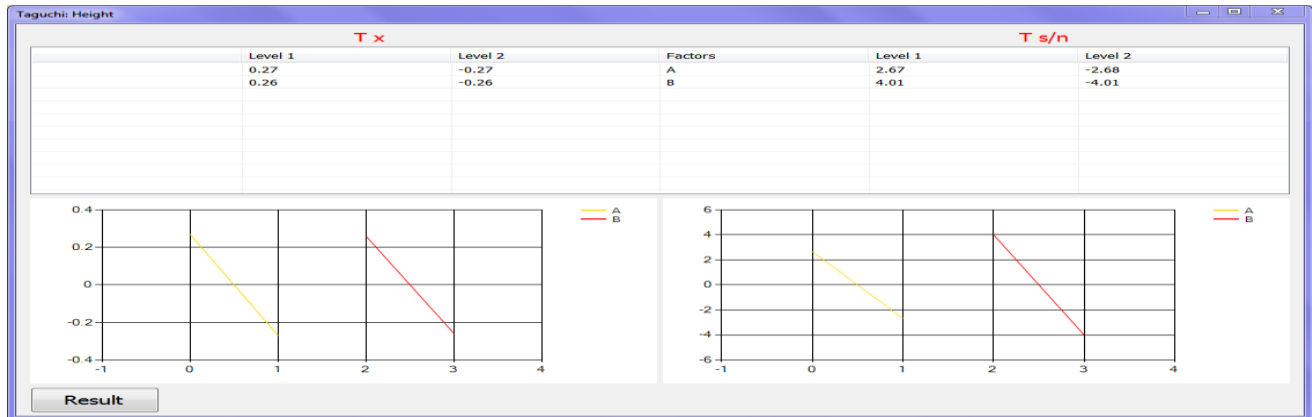 Taguchi: Height
T x T s/n
Level 1 Level 2 Factors Level 1 Level 2
0.27 -0.27 A 2.67 -2.68
0.26 -0.26 B 4.01 -4.01
0.4 A 6 A
B B
4
0.2
2
0 0
-2
-0.2
-4
-0.4 -6
-1 0 1 2 3 4 -1 0 1 2 3 4
Result